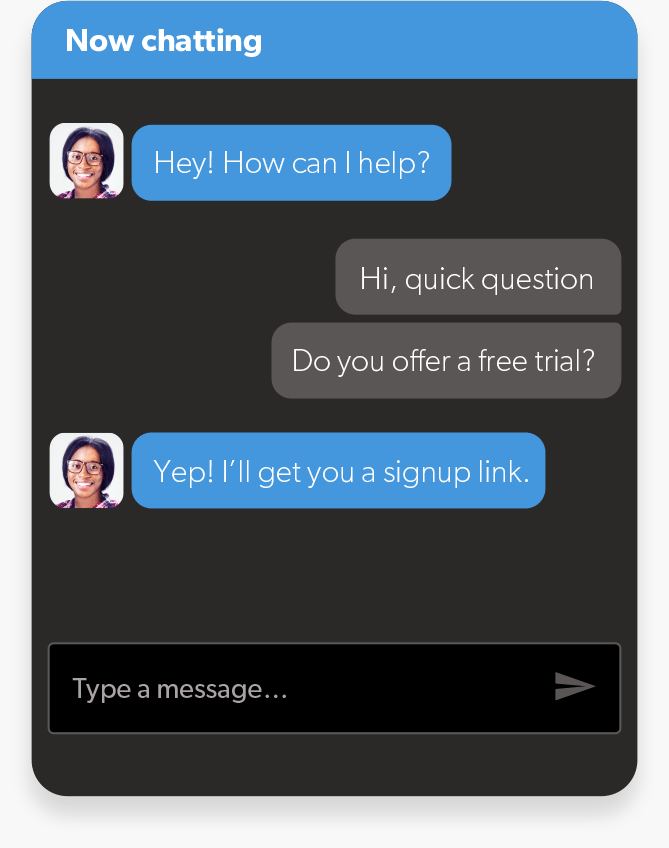 Now chatting
Hey! How can I help?
Hi, quick question
Do you offer a free trial?
Yep! I’ll get you a signup link.
Type a message...